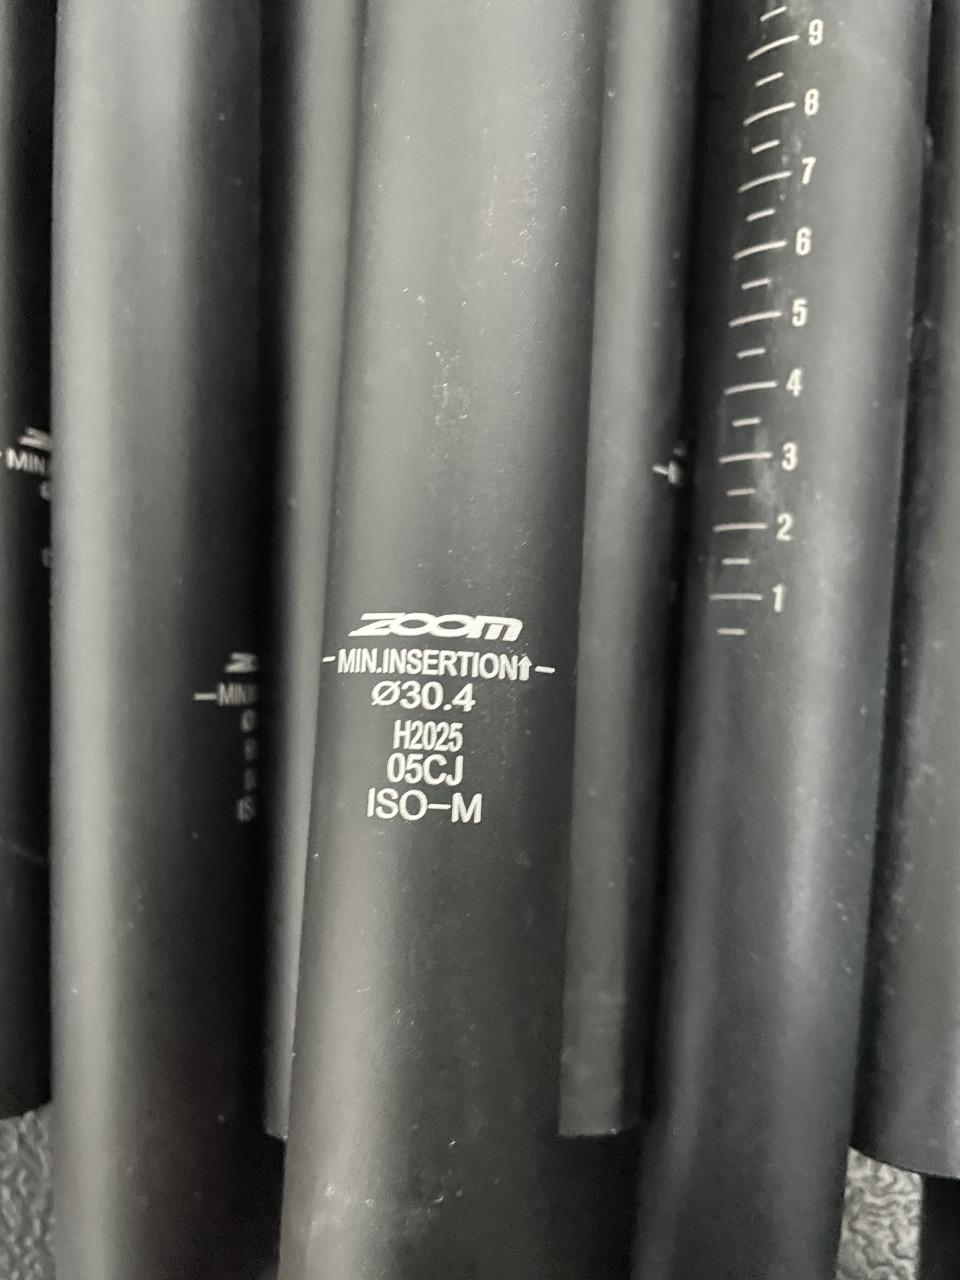 ZOOM
-MIN.INSERTION⬆-
Ø30.4
H2025
05CJ
ISO-M
9
8
7
6
5
4
3
2
1